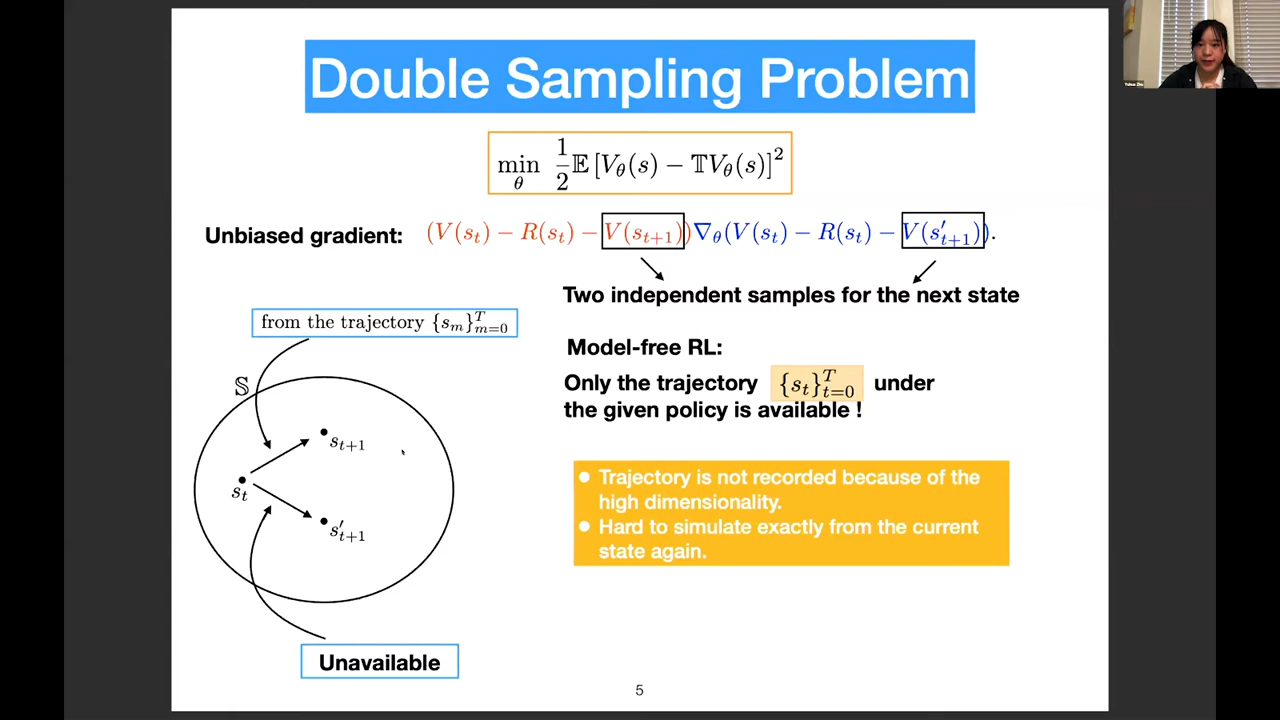 Double Sampling Problem
min_θ 1/2 𝔼 [V_θ(s) − 𝕋V_θ(s)]^2
Unbiased gradient: (V(s_t) − R(s_t) − V(s_{t+1}))∇_θ(V(s_t) − R(s_t) − V(s'_{t+1})).
Two independent samples for the next state
from the trajectory {s_m}_{m=0}^T
Model-free RL:
Only the trajectory {s_t}_{t=0}^T under
the given policy is available !
𝕊
s_{t+1}
s_t
s'_{t+1}
● Trajectory is not recorded because of the
high dimensionality.
● Hard to simulate exactly from the current
state again.
Unavailable
5